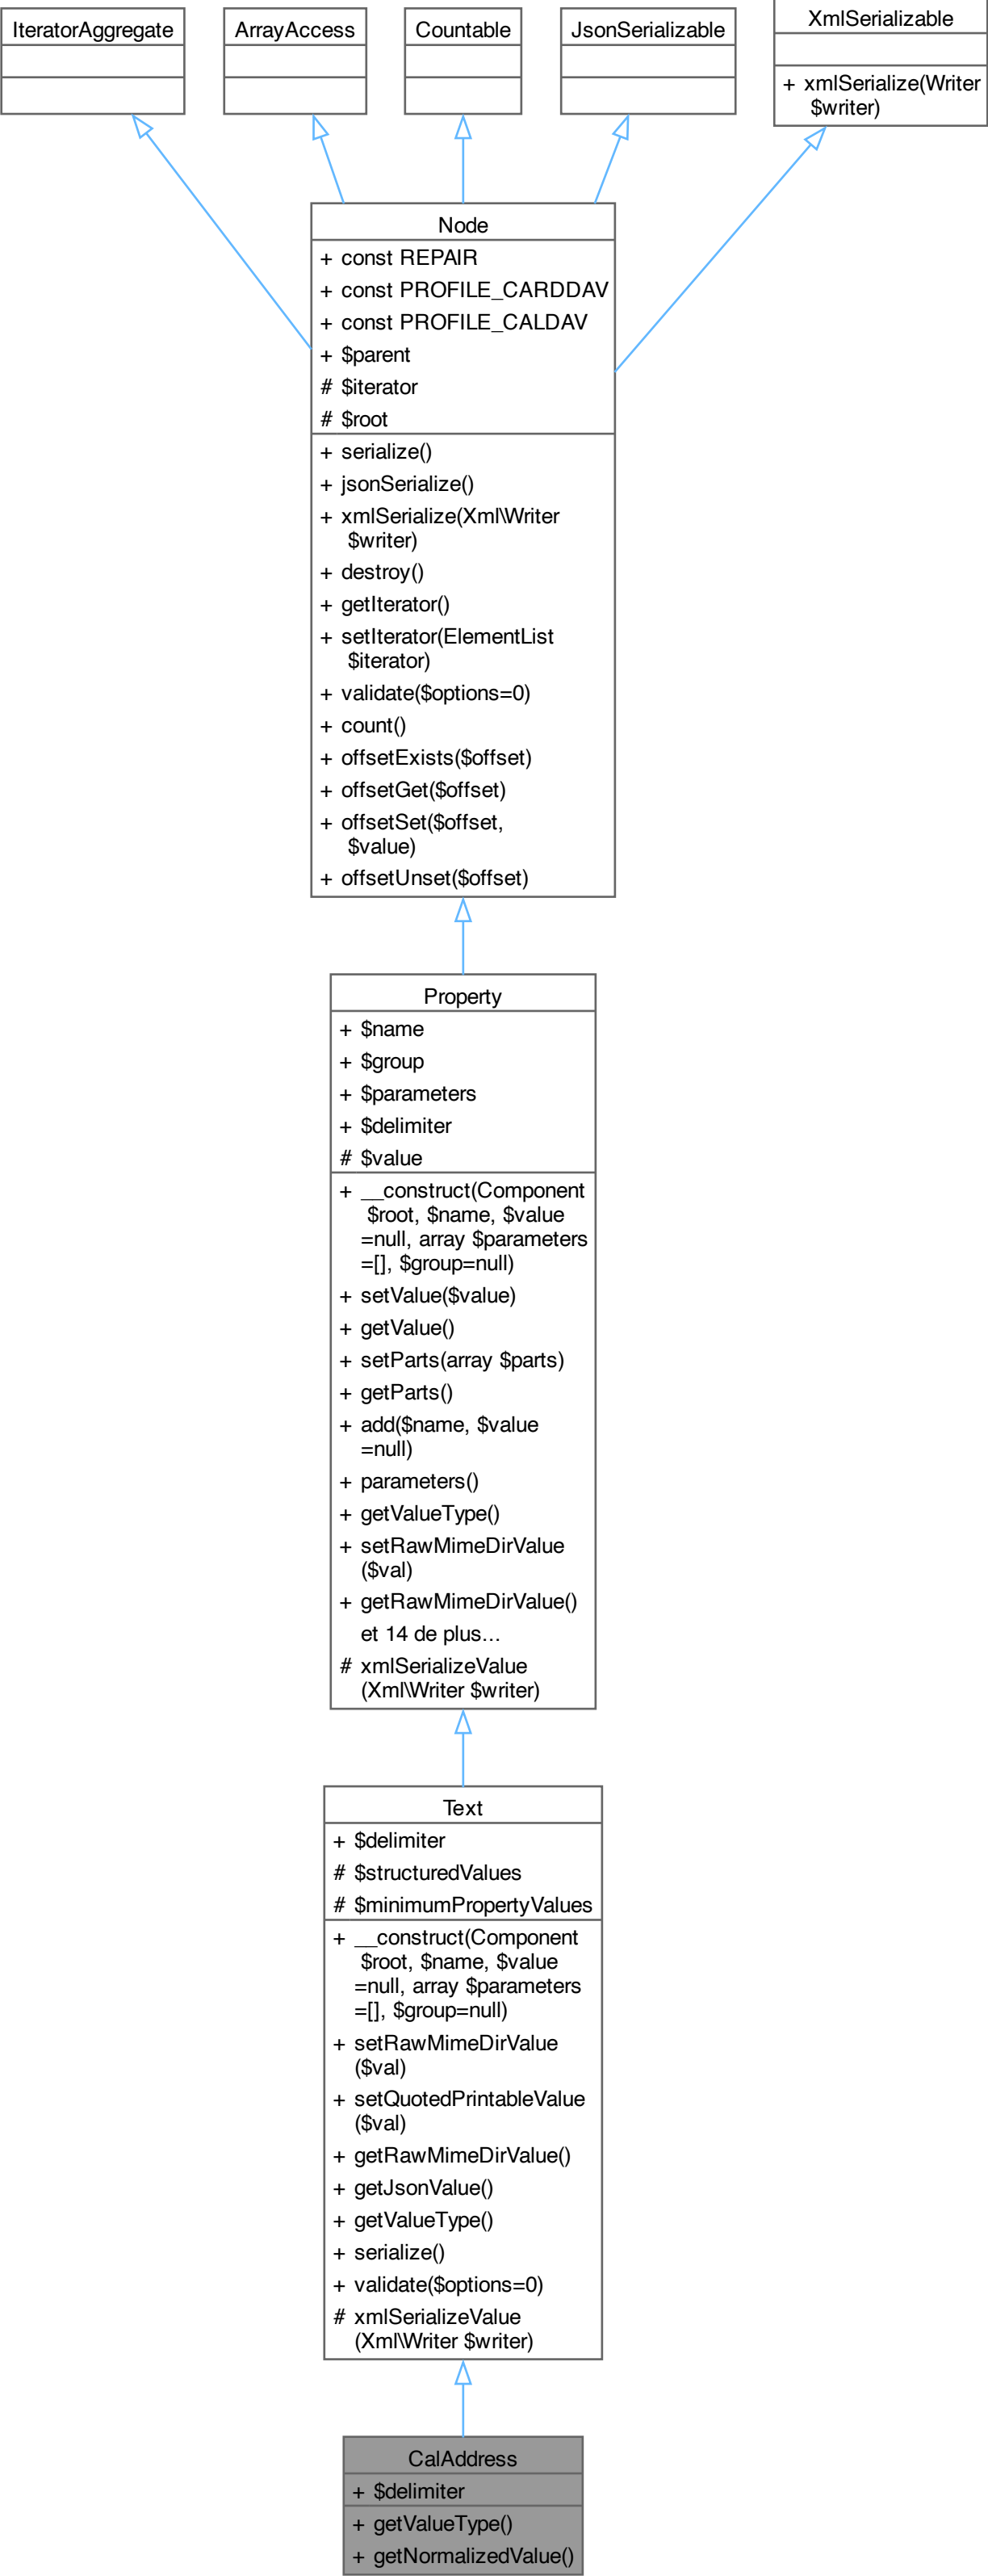 IteratorAggregate
ArrayAccess
Countable
JsonSerializable
XmlSerializable
+ xmlSerialize(Writer
$writer)
Node
+ const REPAIR
+ const PROFILE_CARDDAV
+ const PROFILE_CALDAV
+ $parent
# $iterator
# $root
+ serialize()
+ jsonSerialize()
+ xmlSerialize(Xml\Writer
$writer)
+ destroy()
+ getIterator()
+ setIterator(ElementList
$iterator)
+ validate($options=0)
+ count()
+ offsetExists($offset)
+ offsetGet($offset)
+ offsetSet($offset,
$value)
+ offsetUnset($offset)
Property
+ $name
+ $group
+ $parameters
+ $delimiter
# $value
+ __construct(Component
$root, $name, $value
=null, array $parameters
=[], $group=null)
+ setValue($value)
+ getValue()
+ setParts(array $parts)
+ getParts()
+ add($name, $value
=null)
+ parameters()
+ getValueType()
+ setRawMimeDirValue
($val)
+ getRawMimeDirValue()
et 14 de plus...
# xmlSerializeValue
(Xml\Writer $writer)
Text
+ $delimiter
# $structuredValues
# $minimumPropertyValues
+ __construct(Component
$root, $name, $value
=null, array $parameters
=[], $group=null)
+ setRawMimeDirValue
($val)
+ setQuotedPrintableValue
($val)
+ getRawMimeDirValue()
+ getJsonValue()
+ getValueType()
+ serialize()
+ validate($options=0)
# xmlSerializeValue
(Xml\Writer $writer)
CalAddress
+ $delimiter
+ getValueType()
+ getNormalizedValue()